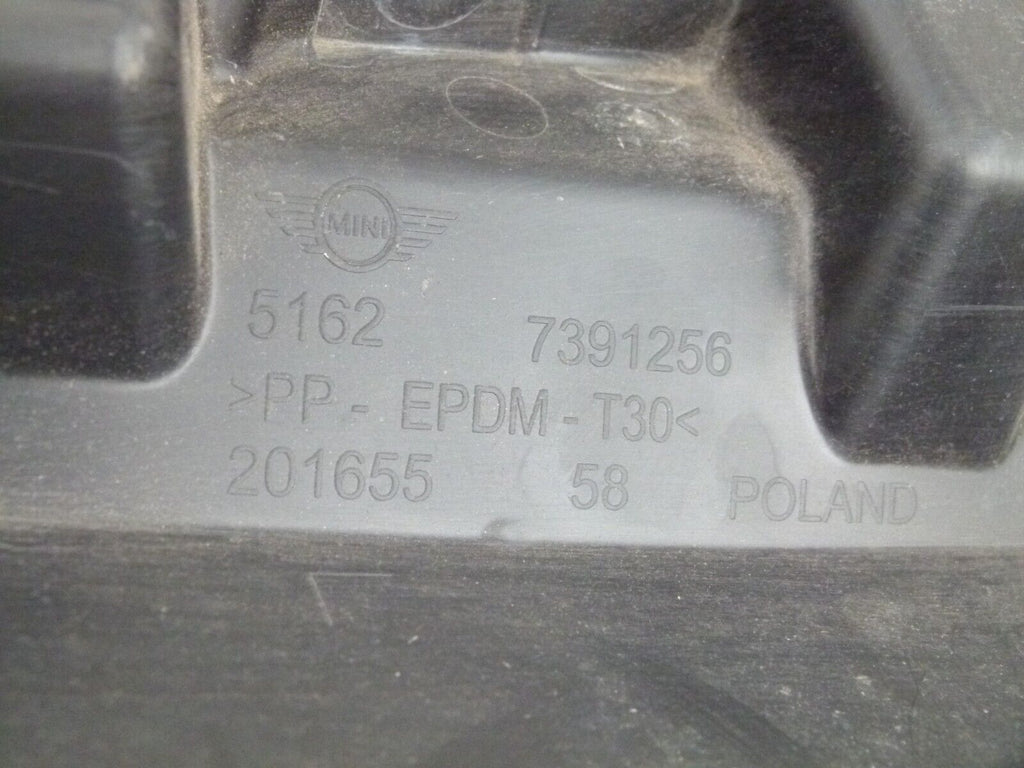 MINI
5162 7391256
>PP - EPDM - T30<
201655 58 POLAND